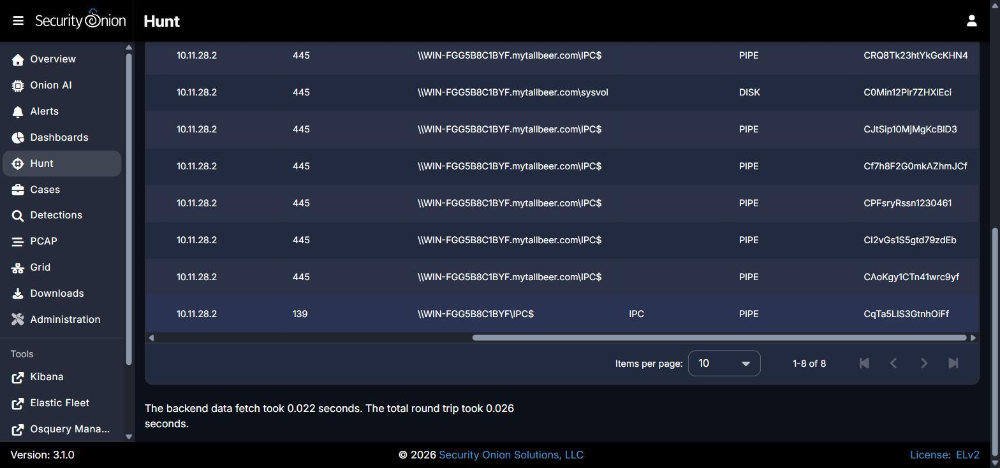 Security Onion
Hunt
Overview
Onion AI
Alerts
Dashboards
Hunt
Cases
Detections
PCAP
Grid
Downloads
Administration
Tools
Kibana
Elastic Fleet
Osquery Mana...
10.11.28.2 445 \\WIN-FGG5B8C1BYF.mytallbeer.com\IPC$ PIPE CRQ8Tk23htYkGcKHN4
10.11.28.2 445 \\WIN-FGG5B8C1BYF.mytallbeer.com\sysvol DISK
10.11.28.2 445 \\WIN-FGG5B8C1BYF.mytallbeer.com\IPC$ PIPE
10.11.28.2 445 \\WIN-FGG5B8C1BYF.mytallbeer.com\IPC$ PIPE Cf7h8F2G0mkAZhmJCf
10.11.28.2 445 \\WIN-FGG5B8C1BYF.mytallbeer.com\IPC$ PIPE CPFsryRssn1230461
10.11.28.2 445 \\WIN-FGG5B8C1BYF.mytallbeer.com\IPC$ PIPE
10.11.28.2 445 \\WIN-FGG5B8C1BYF.mytallbeer.com\IPC$ PIPE CAoKgy1CTn41wrc9yf
10.11.28.2 139 \\WIN-FGG5B8C1BYF\IPC$ IPC PIPE
Items per page: 10 1-8 of 8
The backend data fetch took 0.022 seconds. The total round trip took 0.026
seconds.
Version: 3.1.0 © 2026 Security Onion Solutions, LLC License: ELv2